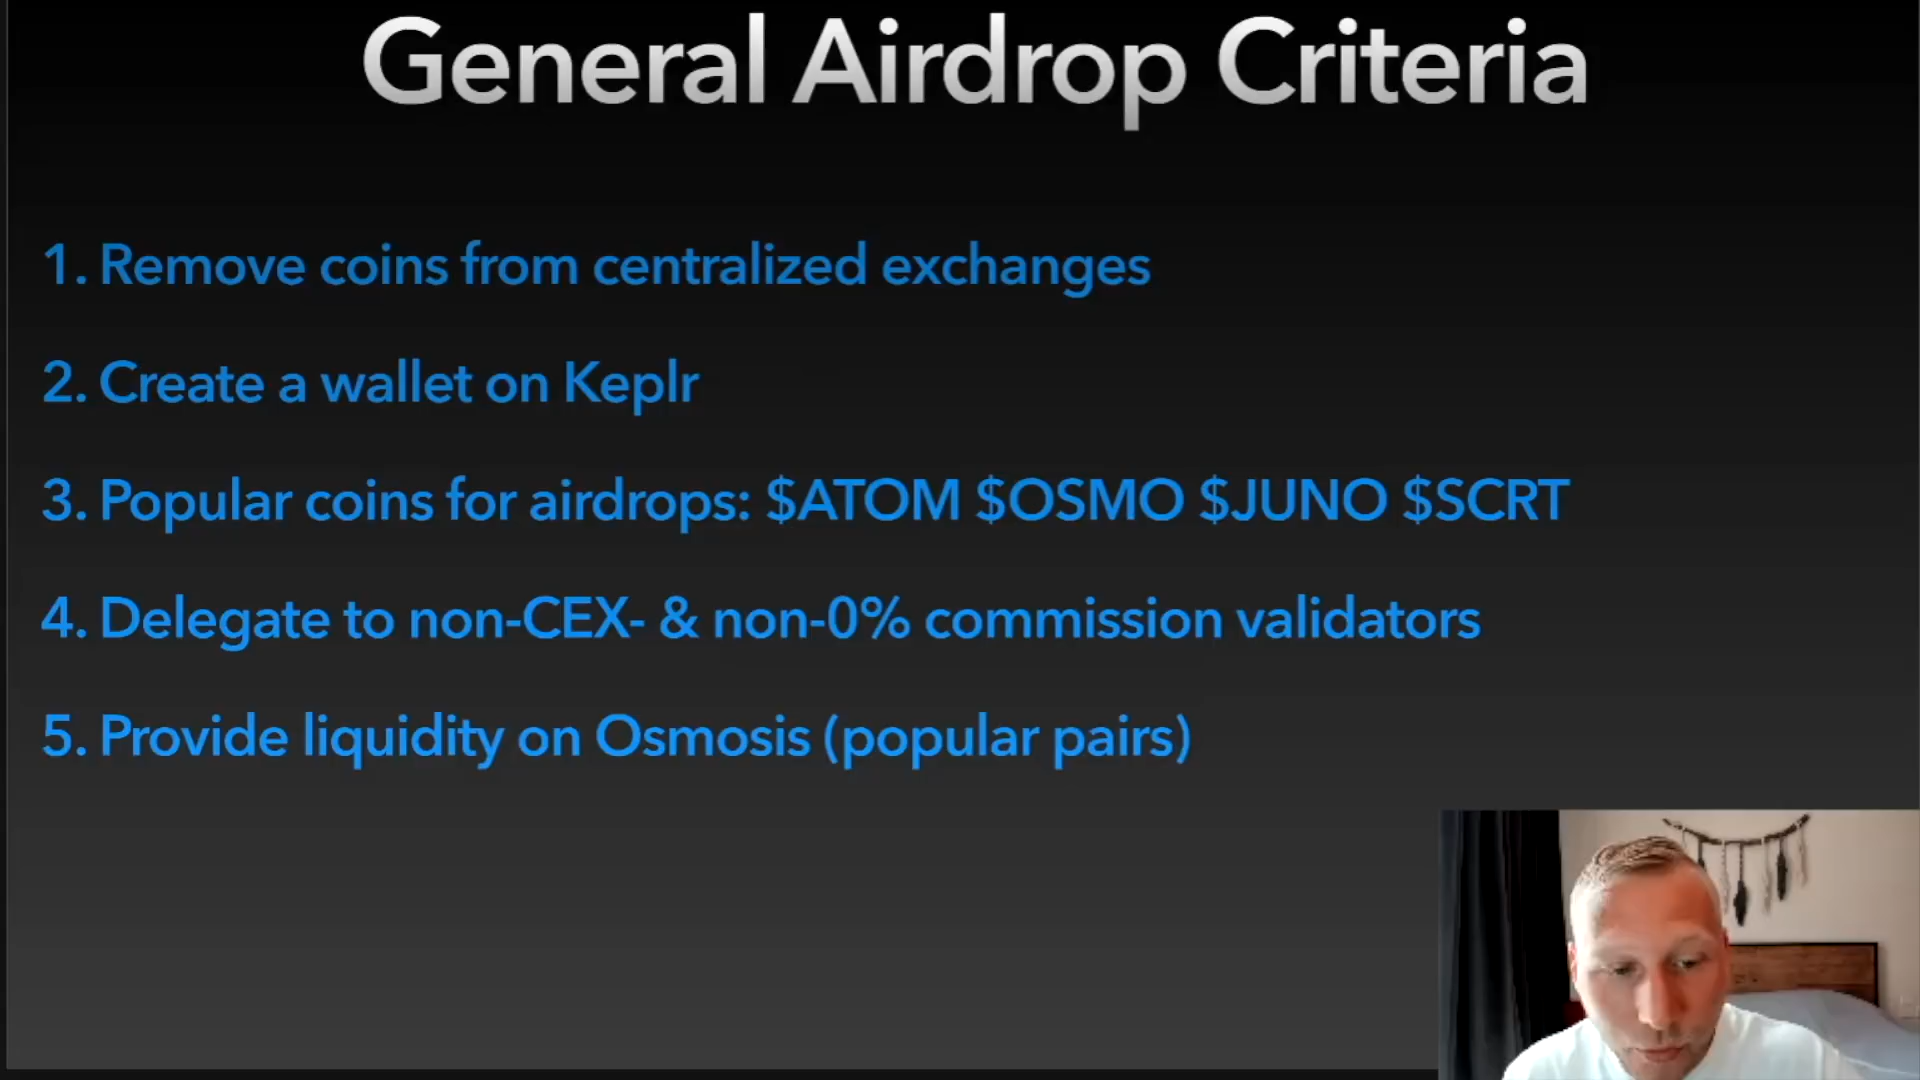 General Airdrop Criteria
1. Remove coins from centralized exchanges
2. Create a wallet on Keplr
3. Popular coins for airdrops: $ATOM $OSMO $JUNO $SCRT
4. Delegate to non-CEX- & non-0% commission validators
5. Provide liquidity on Osmosis (popular pairs)